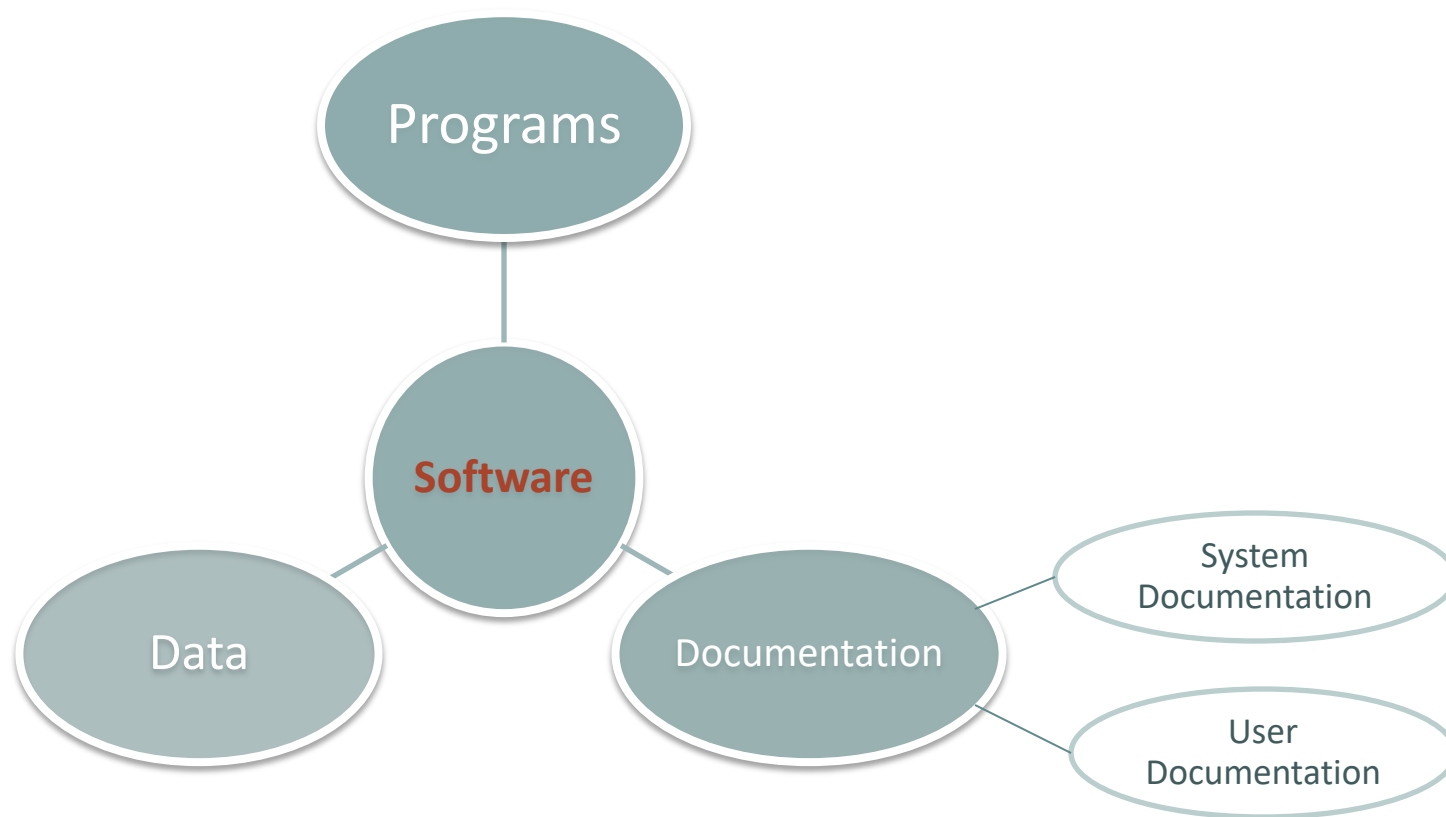 Programs
Software
Data
Documentation
System
Documentation
User
Documentation